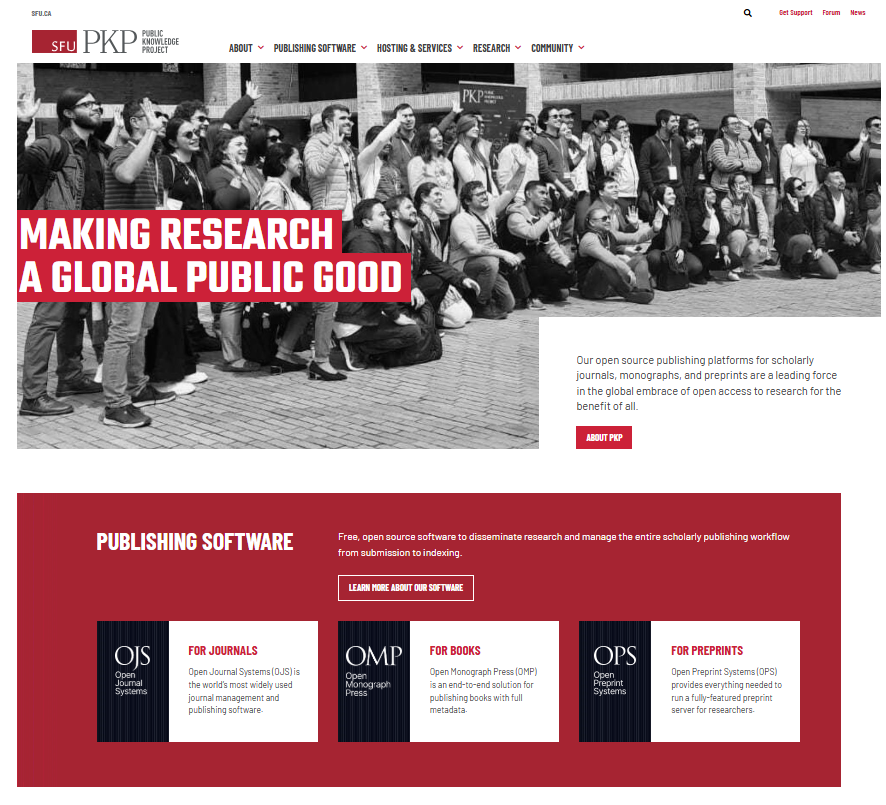 SFU.CA
Get Support Forum News
SFU PKP PUBLIC
KNOWLEDGE
PROJECT
ABOUT PUBLISHING SOFTWARE HOSTING & SERVICES RESEARCH COMMUNITY
PKP PUBLIC
KNOWLEDGE
PROJECT
MAKING RESEARCH
A GLOBAL PUBLIC GOOD
Our open source publishing platforms for scholarly
journals, monographs, and preprints are a leading force
in the global embrace of open access to research for the
benefit of all.
ABOUT PKP
PUBLISHING SOFTWARE
Free, open source software to disseminate research and manage the entire scholarly publishing workflow
from submission to indexing.
LEARN MORE ABOUT OUR SOFTWARE
OJS
Open
Journal
Systems
FOR JOURNALS
Open Journal Systems (OJS) is
the world's most widely used
journal management and
publishing software.
OMP
Open
Monograph
Press
FOR BOOKS
Open Monograph Press (OMP)
is an end-to-end solution for
publishing books with full
metadata.
OPS
Open
Preprint
Systems
FOR PREPRINTS
Open Preprint Systems (OPS)
provides everything needed to
run a fully-featured preprint
server for researchers.